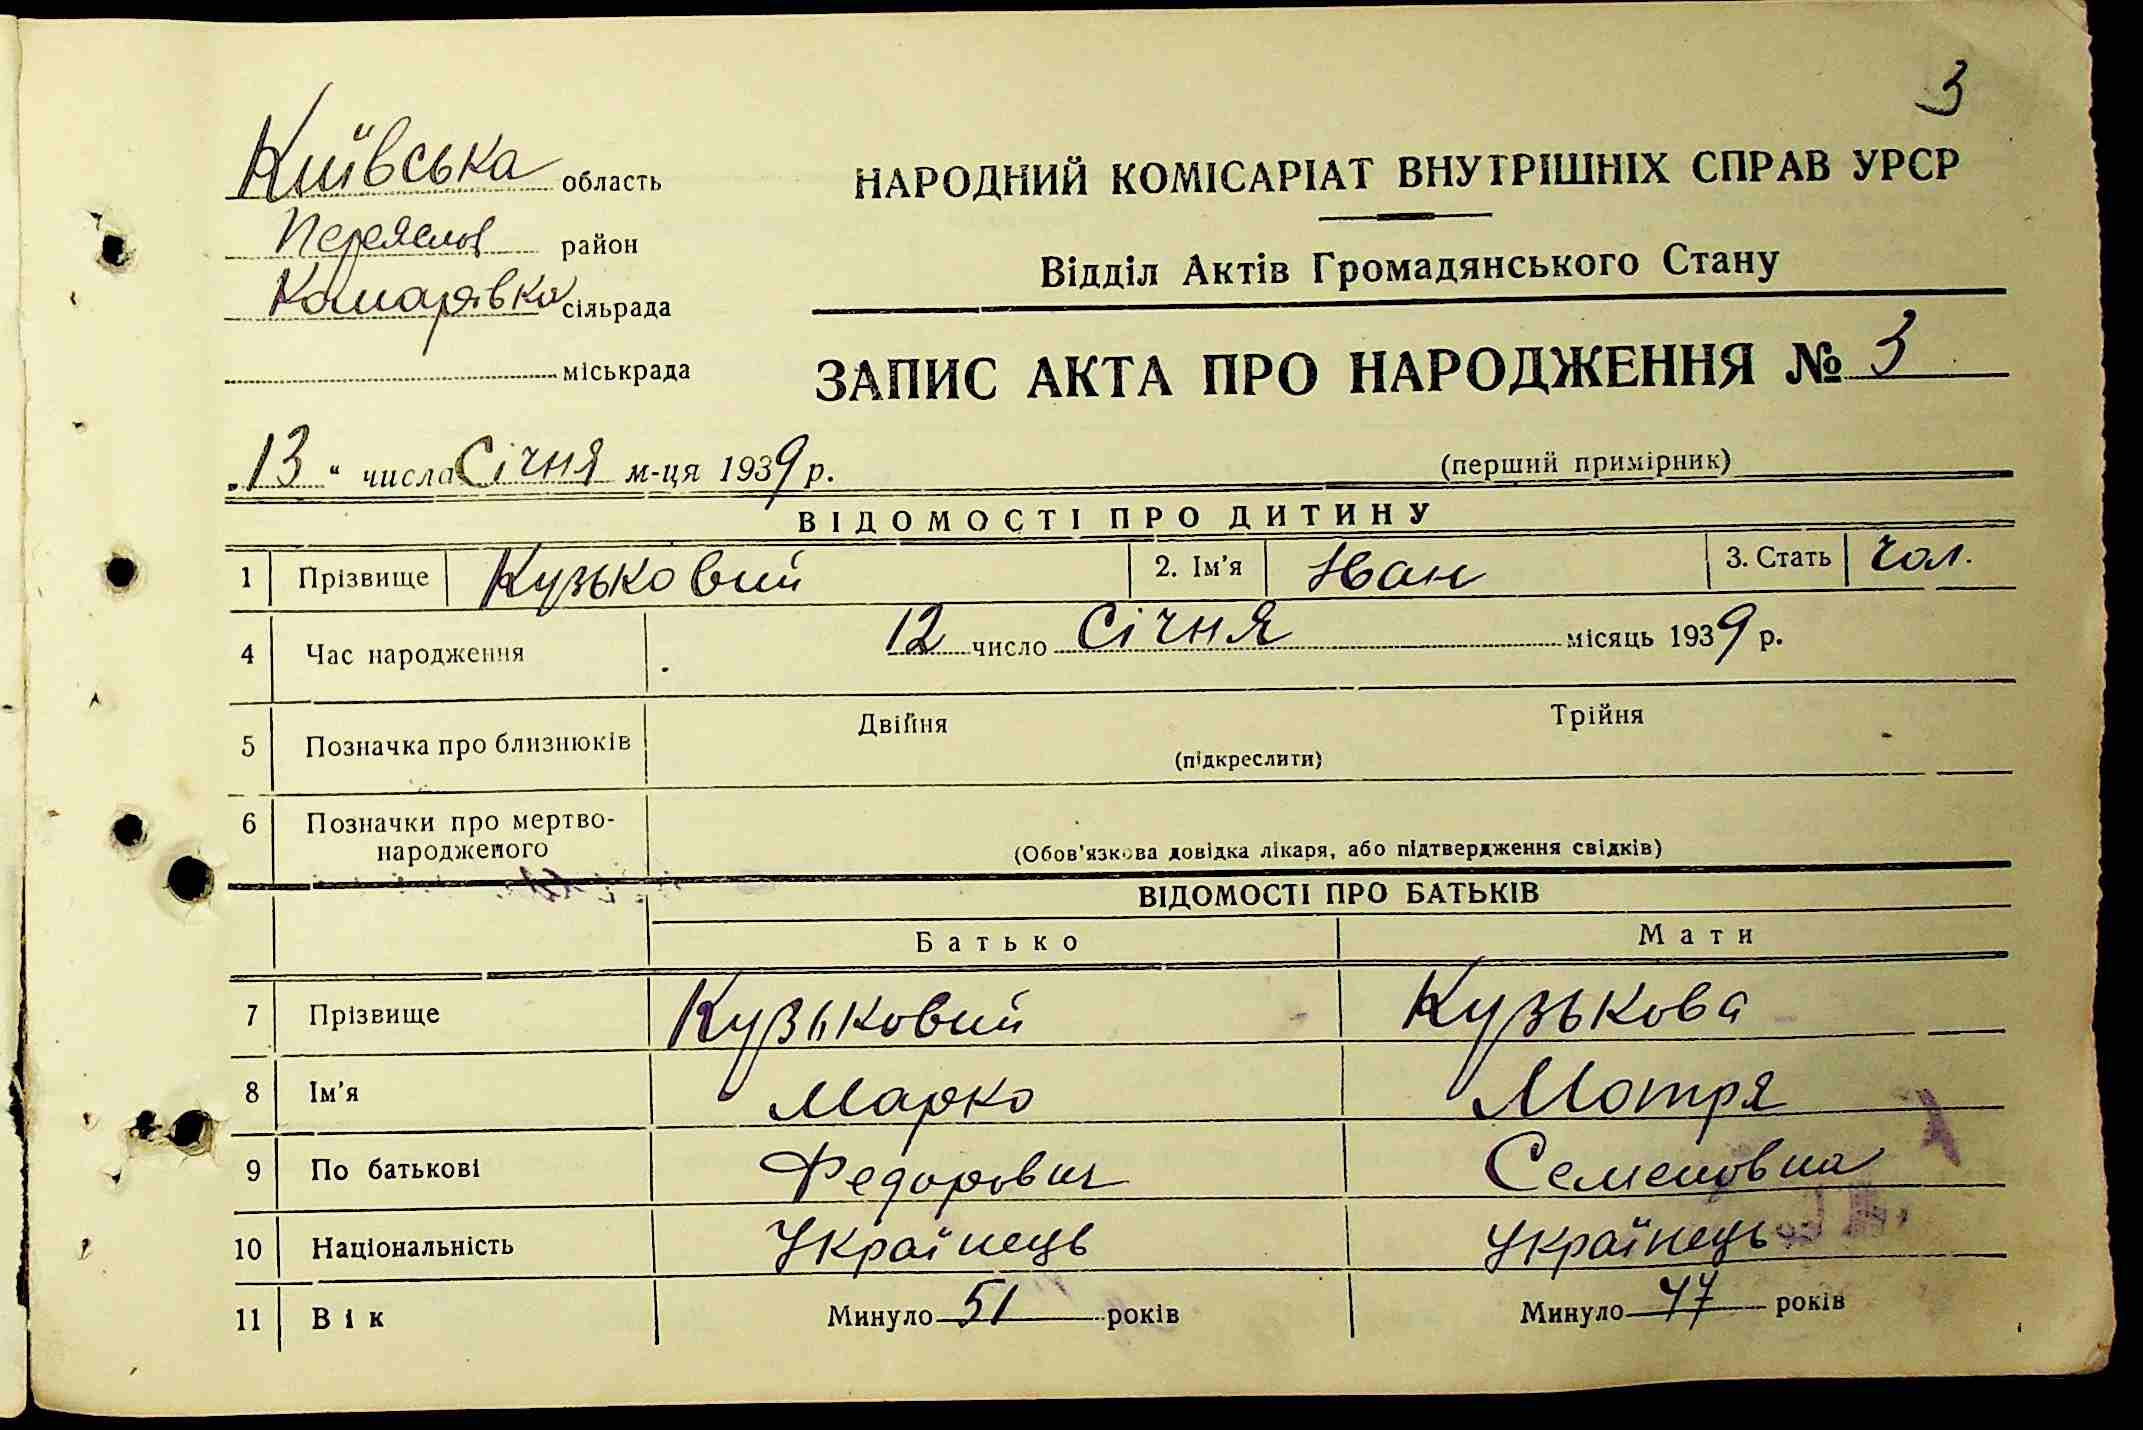 3
Київська область
Переяслов район
Комарівка сільрада
міськрада
НАРОДНИЙ КОМІСАРІАТ ВНУТРІШНІХ СПРАВ УРСР
Відділ Актів Громадянського Стану
ЗАПИС АКТА ПРО НАРОДЖЕННЯ № 3
„13“ числа Січня м-ця 1939 р.
(перший примірник)
ВІДОМОСТІ ПРО ДИТИНУ
1 Прізвище Кузьковий 2. Ім'я Іван 3. Стать Чол.
4 Час народження 12 число Січня місяць 1939 р.
5 Позначка про близнюків Двійня Трійня
(підкреслити)
6 Позначки про мертво-
народженого (Обов'язкова довідка лікаря, або підтвердження свідків)
ВІДОМОСТІ ПРО БАТЬКІВ
Батько Мати
7 Прізвище Кузьковий Кузькова
8 Ім'я Марко Мотря
9 По батькові Федорович Семеновна
10 Національність Українець Українець
11 Вік Минуло 51 років Минуло 47 років